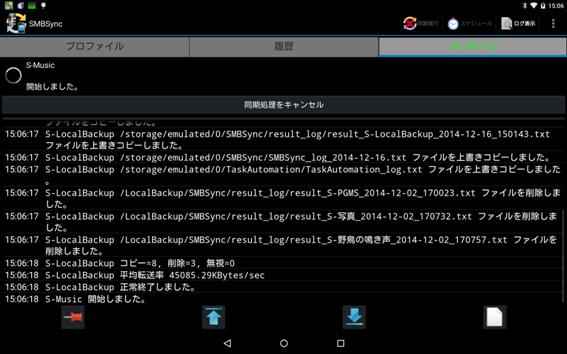 15:06
SMBSync
同期実行
スケジュール
ログ表示
プロファイル
履歴
S-Music
開始しました。
同期処理をキャンセル
ファイルをコピーしました。
15:06:17 S-LocalBackup /storage/emulated/0/SMBSync/result_log/result_S-LocalBackup_2014-12-16_150143.txt
ファイルを上書きコピーしました。
15:06:17 S-LocalBackup /storage/emulated/0/SMBSync/SMBSync_log_2014-12-16.txt ファイルを上書きコピーしました。
15:06:17 S-LocalBackup /storage/emulated/0/TaskAutomation/TaskAutomation_log.txt ファイルを上書きコピーしました
。
15:06:17 S-LocalBackup /LocalBackup/SMBSync/result_log/result_S-PGMS_2014-12-02_170023.txt ファイルを削除しま
した。
15:06:17 S-LocalBackup /LocalBackup/SMBSync/result_log/result_S-写真_2014-12-02_170732.txt ファイルを削除しま
した。
15:06:17 S-LocalBackup /LocalBackup/SMBSync/result_log/result_S-野鳥の鳴き声_2014-12-02_170757.txt ファイルを
削除しました。
15:06:18 S-LocalBackup コピー=8, 削除=3, 無視=0
15:06:18 S-LocalBackup 平均転送率 45085.29KBytes/sec
15:06:18 S-LocalBackup 正常終了しました。
15:06:18 S-Music 開始しました。